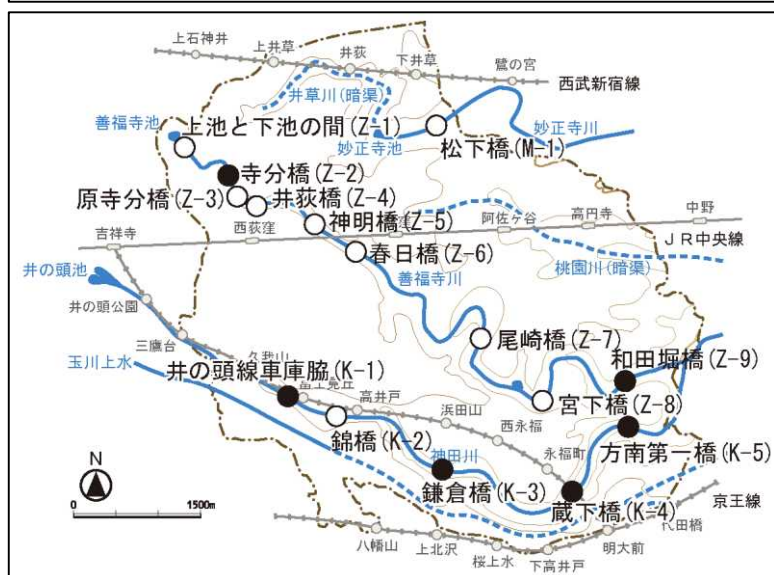 上石神井
上井草
井荻
下井草
鷺の宮
西武新宿線
井草川(暗渠)
善福寺池
上池と下池の間(Z-1)
妙正寺池
松下橋(M-1)
妙正寺川
寺分橋(Z-2)
原寺分橋(Z-3)
井荻橋(Z-4)
神明橋(Z-5)
窪
阿佐ヶ谷
高円寺
中野
吉祥寺
西荻窪
JR中央線
春日橋(Z-6)
桃園川(暗渠)
井の頭池
善福寺川
井の頭公園
三鷹台
尾崎橋(Z-7)
和田堀橋(Z-9)
玉川上水
久我山
井の頭線車庫脇(K-1)
富士見丘
高井戸
浜田山
宮下橋(Z-8)
西永福
錦橋(K-2)
永福町
方南第一橋(K-5)
神田川
N
鎌倉橋(K-3)
蔵下橋(K-4)
京王線
0
1500m
代田橋
八幡山
上北沢
桜上水
下高井戸
明大前